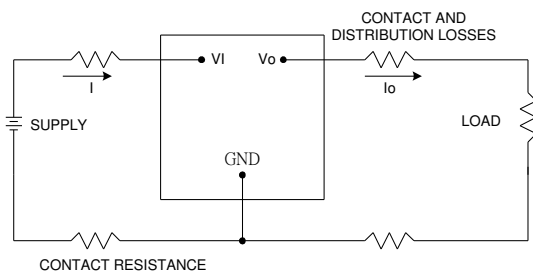 CONTACT AND
DISTRIBUTION LOSSES
VI
Vo
I
Io
SUPPLY
LOAD
GND
CONTACT RESISTANCE